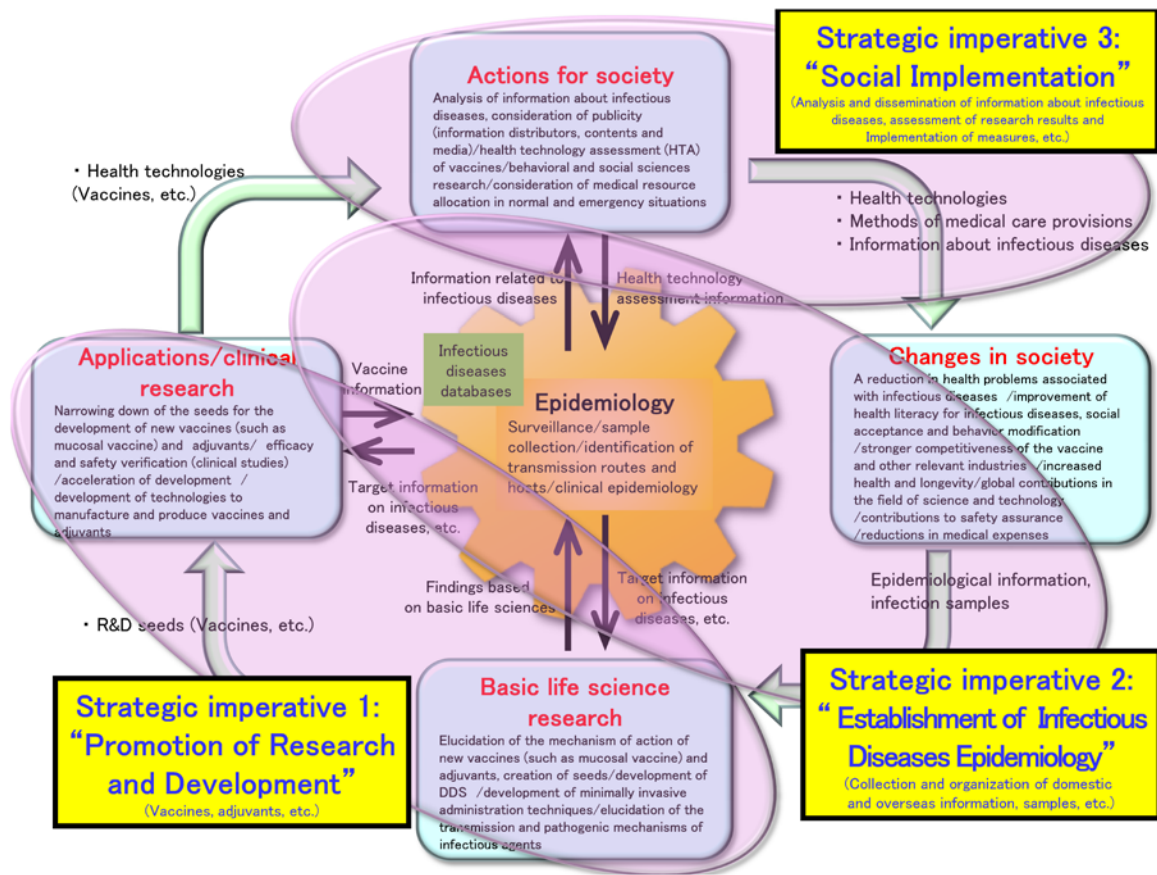 Strategic imperative 3:
“Social Implementation”
(Analysis and dissemination of information about infectious
diseases, assessment of research results and
Implementation of measures, etc.)
Actions for society
Analysis of information about infectious
diseases, consideration of publicity
(information distributors, contents and
media)/health technology assessment (HTA)
of vaccines/behavioral and social sciences
research/consideration of medical resource
allocation in normal and emergency situations
・Health technologies
(Vaccines, etc.)
・Health technologies
・Methods of medical care provisions
・Information about infectious diseases
Information related to
infectious diseases
Health technology
assessment information
Applications/clinical
research
Narrowing down of the seeds for the
development of new vaccines (such as
mucosal vaccine) and adjuvants/ efficacy
and safety verification (clinical studies)
/acceleration of development /
development of technologies to
manufacture and produce vaccines and
adjuvants
Vaccine
information
Infectious
diseases
databases
Target information
on infectious
diseases, etc.
Epidemiology
Surveillance/sample
collection/identification of
transmission routes and
hosts/clinical epidemiology
Changes in society
A reduction in health problems associated
with infectious diseases /improvement of
health literacy for infectious diseases, social
acceptance and behavior modification
/stronger competitiveness of the vaccine
and other relevant industries /increased
health and longevity/global contributions in
the field of science and technology
/contributions to safety assurance
/reductions in medical expenses
Findings based
on basic life sciences
Target information
on infectious
diseases, etc.
Epidemiological information,
infection samples
・R&D seeds (Vaccines, etc.)
Strategic imperative 1:
“Promotion of Research
and Development”
(Vaccines, adjuvants, etc.)
Basic life science
research
Elucidation of the mechanism of action of
new vaccines (such as mucosal vaccine) and
adjuvants, creation of seeds/development of
DDS /development of minimally invasive
administration techniques/elucidation of the
transmission and pathogenic mechanisms of
infectious agents
Strategic imperative 2:
“ Establishment of Infectious
Diseases Epidemiology”
(Collection and organization of domestic
and overseas information, samples, etc.)